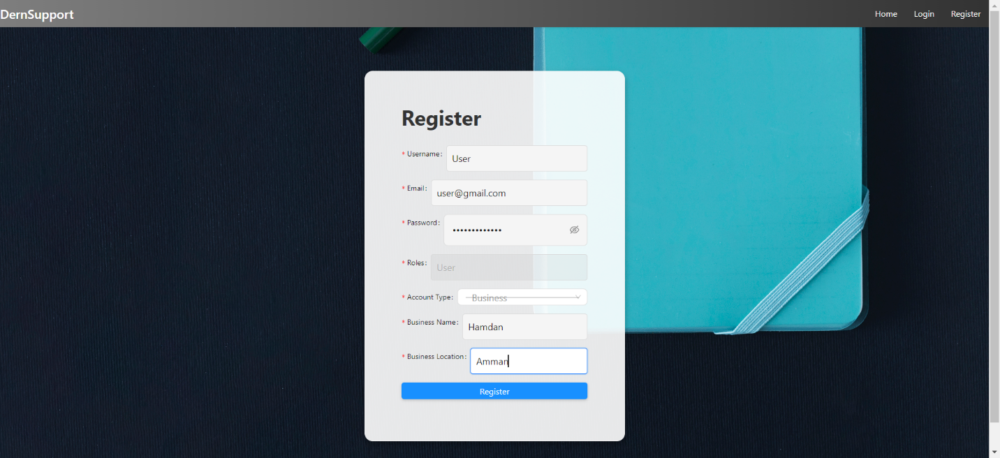 DernSupport
Home Login Register
Register
* Username: User
* Email: user@gmail.com
* Password: •••••••••••••
* Roles: User
* Account Type: Business
* Business Name: Hamdan
* Business Location: Amman
Register